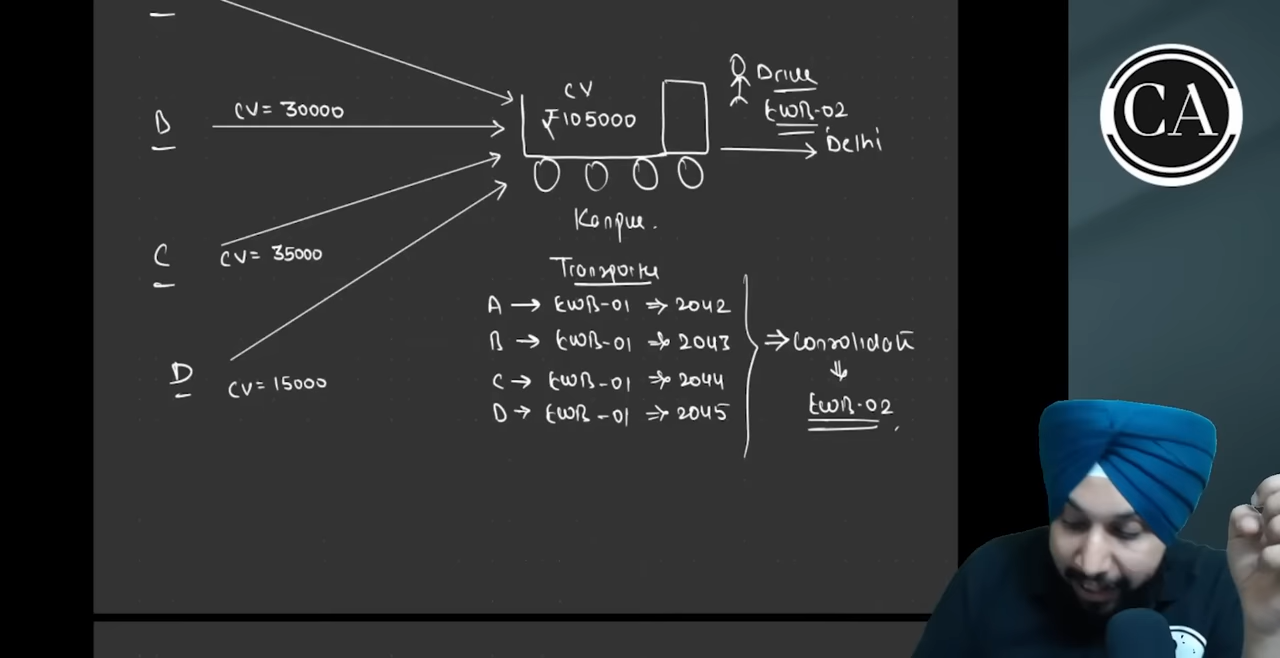 CV
₹105000
Driver
EWB-02
Delhi
B
CV = 30000
Kanpur.
C
CV = 35000
Transporter
A → EWB-01 ⇒ 2042
B → EWB-01 ⇒ 2043
C → EWB-01 ⇒ 2044
D → EWB-01 ⇒ 2045
⇒ Consolidate
EWB-02
D
CV = 15000
CA